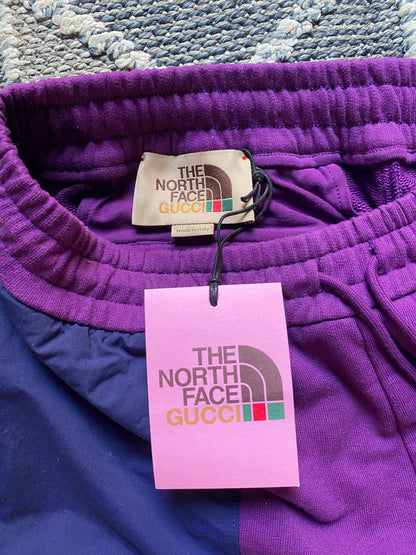 THE
NORTH
FACE
GUCCI
Made in Italy
THE
NORTH
FACE
GUCCI